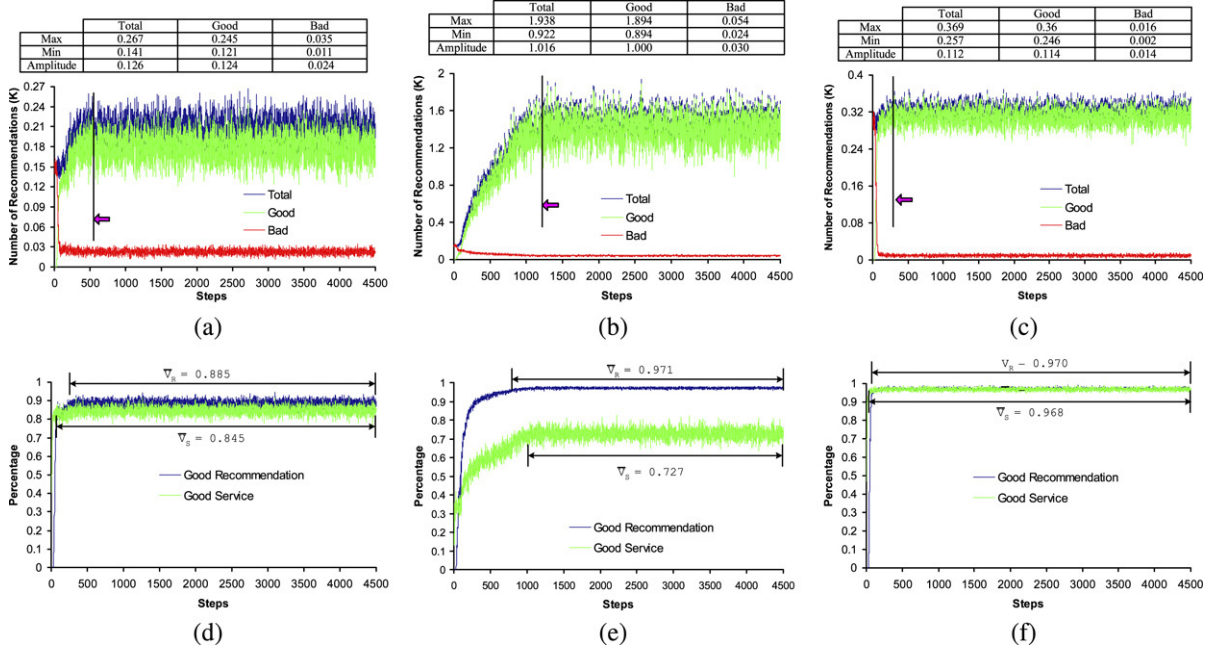 Total Good Bad
Max 0.267 0.245 0.035
Min 0.141 0.121 0.011
Amplitude 0.126 0.124 0.024
Number of Recommendations (K)
0.27
0.24
0.21
0.18
0.15
0.12
0.09
0.06
0.03
0
Total
Good
Bad
0 500 1000 1500 2000 2500 3000 3500 4000 4500
Steps
(a)
Total Good Bad
Max 1.938 1.894 0.054
Min 0.922 0.894 0.024
Amplitude 1.016 1.000 0.030
Number of Recommendations (K)
2
1.6
1.2
0.8
0.4
0
Total
Good
Bad
0 500 1000 1500 2000 2500 3000 3500 4000 4500
Steps
(b)
Total Good Bad
Max 0.369 0.36 0.016
Min 0.257 0.246 0.002
Amplitude 0.112 0.114 0.014
Number of Recommendations (K)
0.4
0.32
0.24
0.16
0.08
0
Total
Good
Bad
0 500 1000 1500 2000 2500 3000 3500 4000 4500
Steps
(c)
Percentage
1
0.9
0.8
0.7
0.6
0.5
0.4
0.3
0.2
0.1
0
V̅R = 0.885
V̅S = 0.845
Good Recommendation
Good Service
0 500 1000 1500 2000 2500 3000 3500 4000 4500
Steps
(d)
Percentage
1
0.9
0.8
0.7
0.6
0.5
0.4
0.3
0.2
0.1
0
V̅R = 0.971
V̅S = 0.727
Good Recommendation
Good Service
0 500 1000 1500 2000 2500 3000 3500 4000 4500
Steps
(e)
Percentage
1
0.9
0.8
0.7
0.6
0.5
0.4
0.3
0.2
0.1
0
VR – 0.970
V̅S = 0.968
Good Recommendation
Good Service
0 500 1000 1500 2000 2500 3000 3500 4000 4500
Steps
(f)